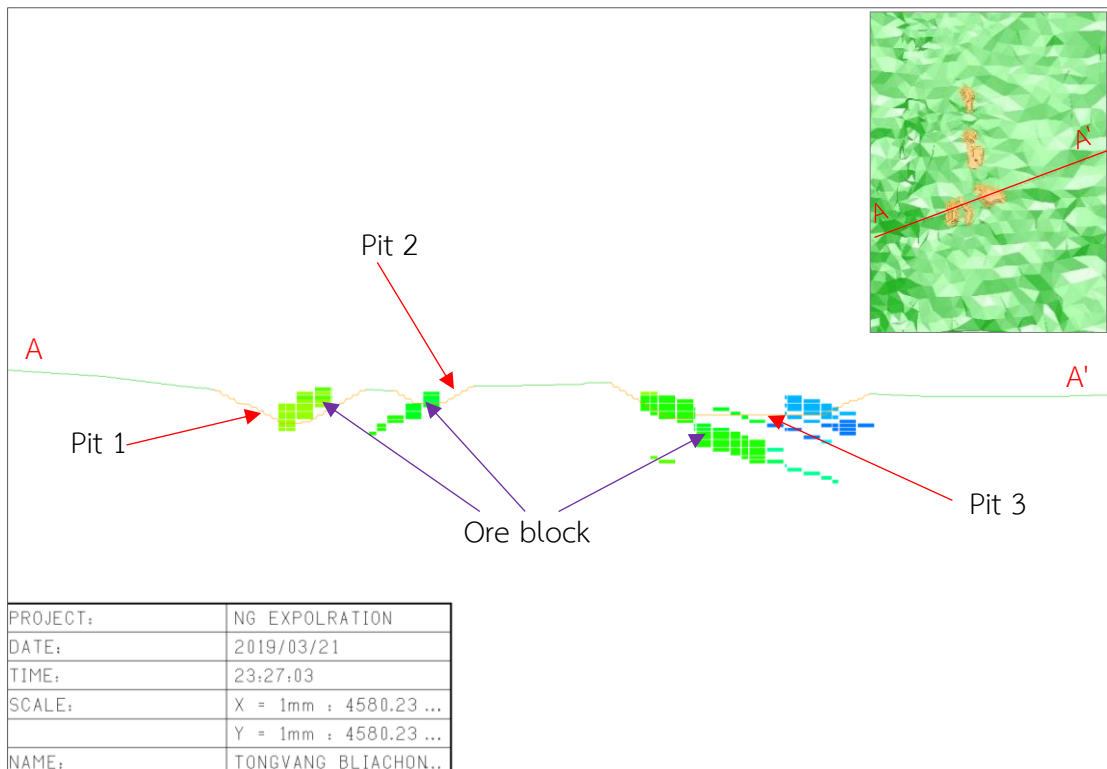 A'
A
Pit 2
A
A'
Pit 1
Pit 3
Ore block
PROJECT: NG EXPOLRATION
DATE: 2019/03/21
TIME: 23:27:03
SCALE: X = 1mm : 4580.23 ...
Y = 1mm : 4580.23 ...
NAME: TONGVANG BLIACHON...